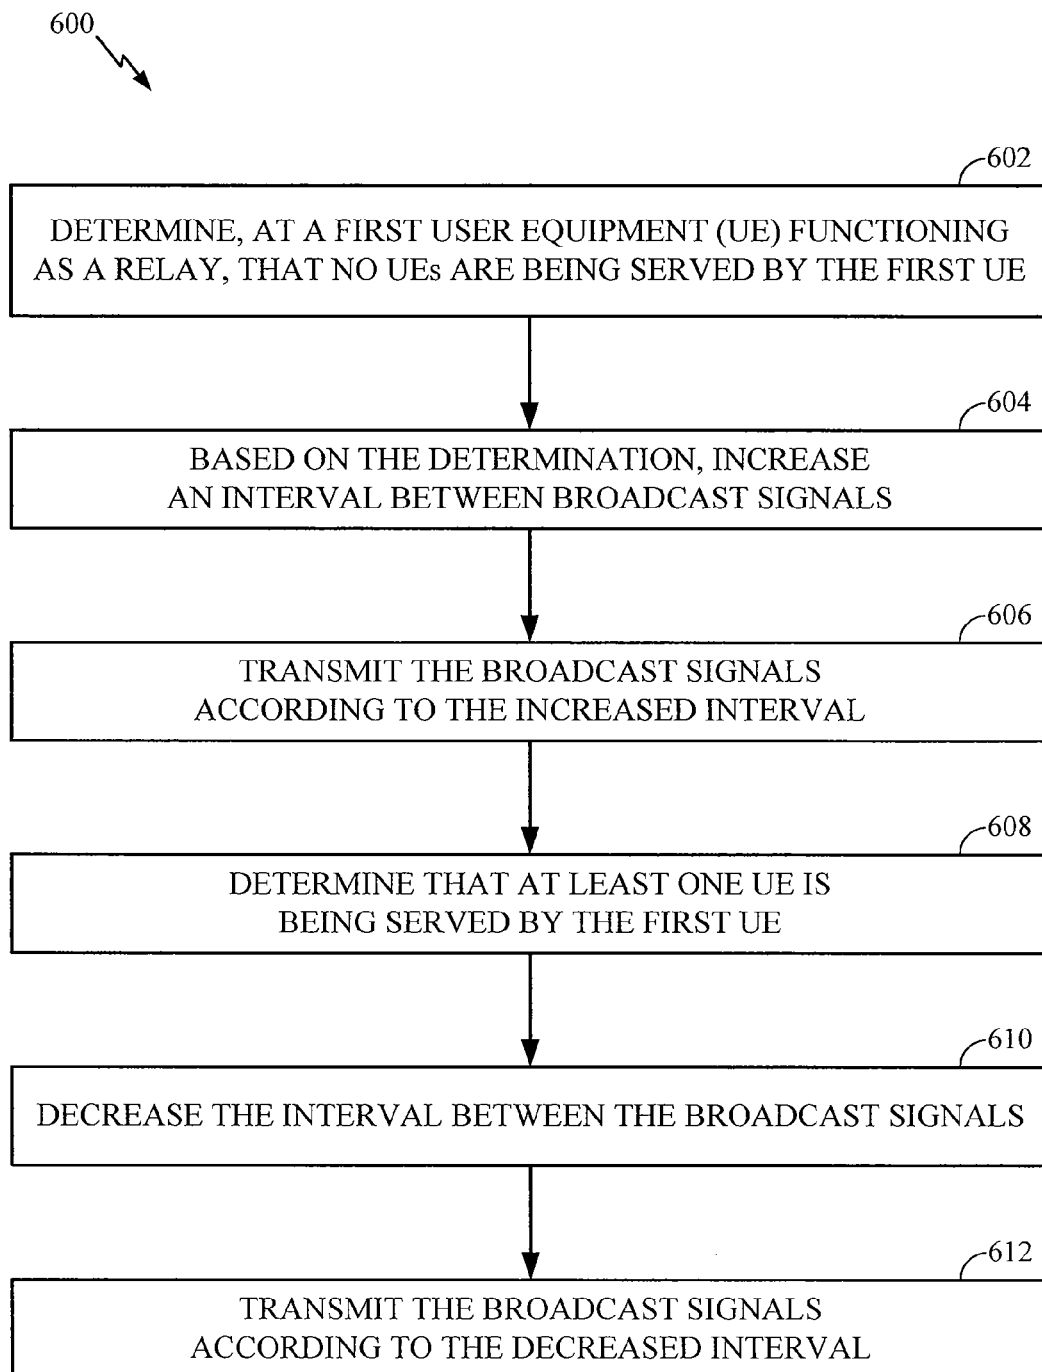 600
602
DETERMINE, AT A FIRST USER EQUIPMENT (UE) FUNCTIONING
AS A RELAY, THAT NO UEs ARE BEING SERVED BY THE FIRST UE
604
BASED ON THE DETERMINATION, INCREASE
AN INTERVAL BETWEEN BROADCAST SIGNALS
606
TRANSMIT THE BROADCAST SIGNALS
ACCORDING TO THE INCREASED INTERVAL
608
DETERMINE THAT AT LEAST ONE UE IS
BEING SERVED BY THE FIRST UE
610
DECREASE THE INTERVAL BETWEEN THE BROADCAST SIGNALS
612
TRANSMIT THE BROADCAST SIGNALS
ACCORDING TO THE DECREASED INTERVAL